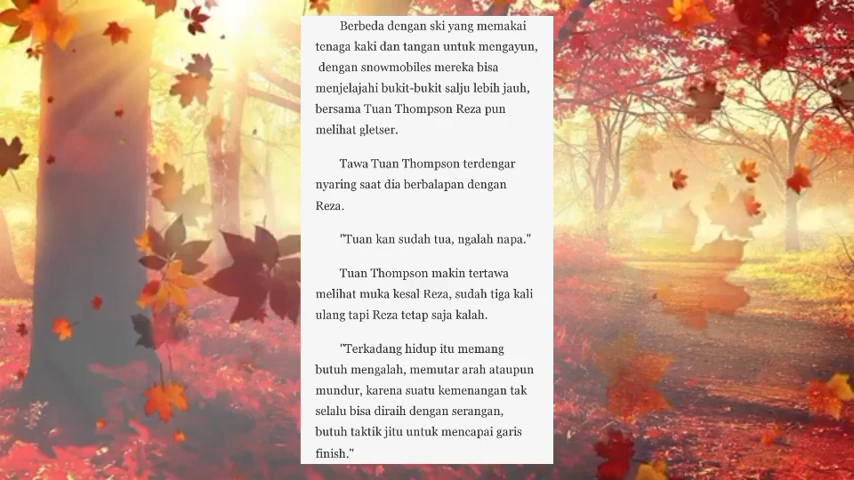 Berbeda dengan ski yang memakai
tenaga kaki dan tangan untuk mengayun,
dengan snowmobiles mereka bisa
menjelajahi bukit-bukit salju lebih jauh,
bersama Tuan Thompson Reza pun
melihat gletser.
Tawa Tuan Thompson terdengar
nyaring saat dia berbalapan dengan
Reza.
"Tuan kan sudah tua, ngalah napa."
Tuan Thompson makin tertawa
melihat muka kesal Reza, sudah tiga kali
ulang tapi Reza tetap saja kalah.
"Terkadang hidup itu memang
butuh mengalah, memutar arah ataupun
mundur, karena suatu kemenangan tak
selalu bisa diraih dengan serangan,
butuh taktik jitu untuk mencapai garis
finish."